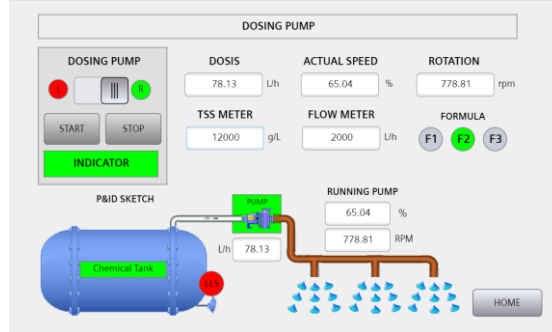 DOSING PUMP
DOSING PUMP
L
R
START
STOP
INDICATOR
DOSIS
78.13 L/h
ACTUAL SPEED
65.04 %
ROTATION
778.81 rpm
TSS METER
12000 g/L
FLOW METER
2000 L/h
FORMULA
F1 F2 F3
P&ID SKETCH
PUMP
L/h 78.13
RUNNING PUMP
65.04 %
778.81 RPM
Chemical Tank
LLS
HOME